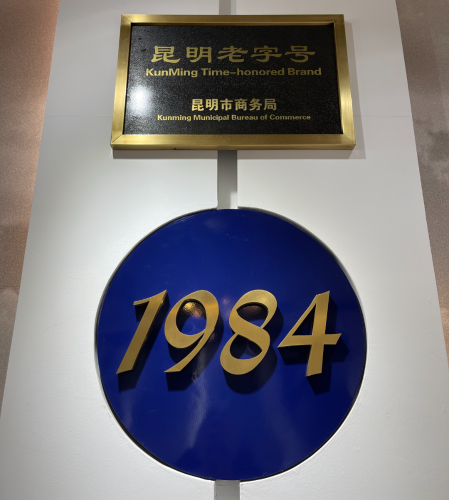 昆明老字号
KunMing Time-honored Brand
昆明市商务局
Kunming Municipal Bureau of Commerce
1984